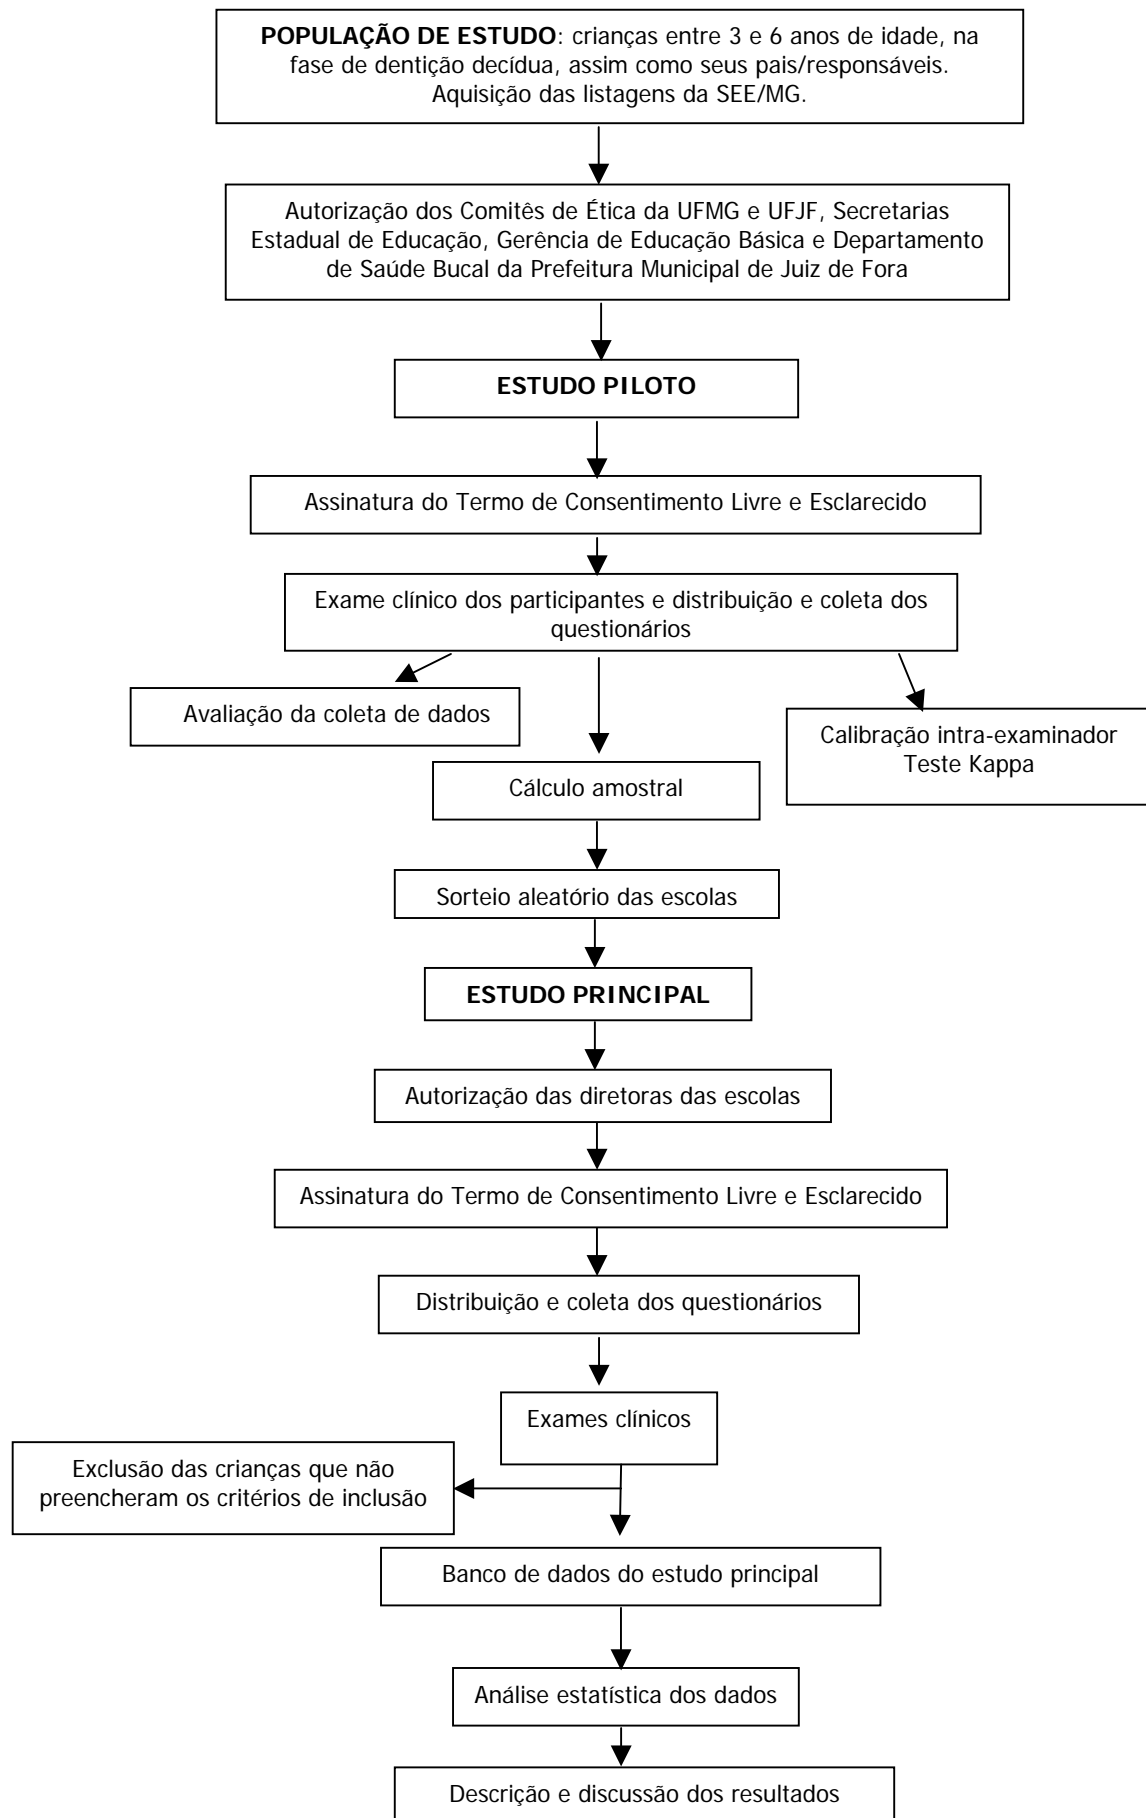 POPULAÇÃO DE ESTUDO: crianças entre 3 e 6 anos de idade, na
fase de dentição decídua, assim como seus pais/responsáveis.
Aquisição das listagens da SEE/MG.
Autorização dos Comitês de Ética da UFMG e UFJF, Secretarias
Estadual de Educação, Gerência de Educação Básica e Departamento
de Saúde Bucal da Prefeitura Municipal de Juiz de Fora
ESTUDO PILOTO
Assinatura do Termo de Consentimento Livre e Esclarecido
Exame clínico dos participantes e distribuição e coleta dos
questionários
Avaliação da coleta de dados
Calibração intra-examinador
Teste Kappa
Cálculo amostral
Sorteio aleatório das escolas
ESTUDO PRINCIPAL
Autorização das diretoras das escolas
Assinatura do Termo de Consentimento Livre e Esclarecido
Distribuição e coleta dos questionários
Exames clínicos
Exclusão das crianças que não
preencheram os critérios de inclusão
Banco de dados do estudo principal
Análise estatística dos dados
Descrição e discussão dos resultados